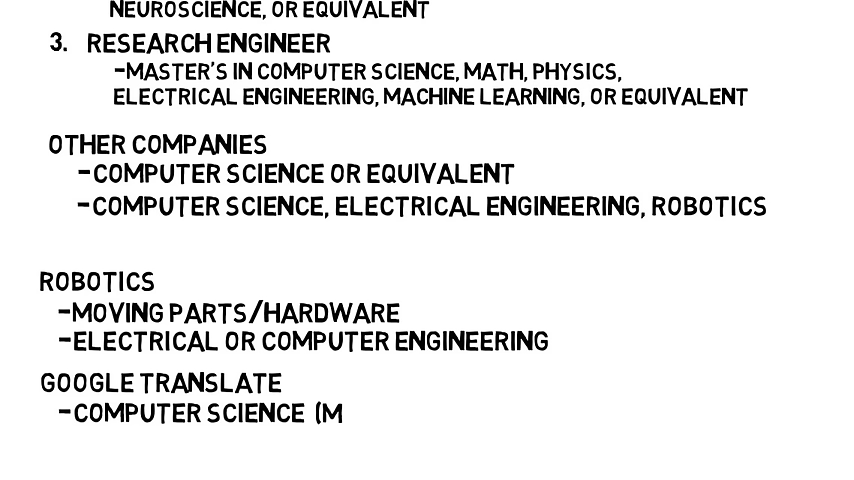 NEUROSCIENCE, OR EQUIVALENT
3. RESEARCH ENGINEER
-MASTER'S IN COMPUTER SCIENCE, MATH, PHYSICS,
ELECTRICAL ENGINEERING, MACHINE LEARNING, OR EQUIVALENT
OTHER COMPANIES
-COMPUTER SCIENCE OR EQUIVALENT
-COMPUTER SCIENCE, ELECTRICAL ENGINEERING, ROBOTICS
ROBOTICS
-MOVING PARTS/HARDWARE
-ELECTRICAL OR COMPUTER ENGINEERING
GOOGLE TRANSLATE
-COMPUTER SCIENCE (M